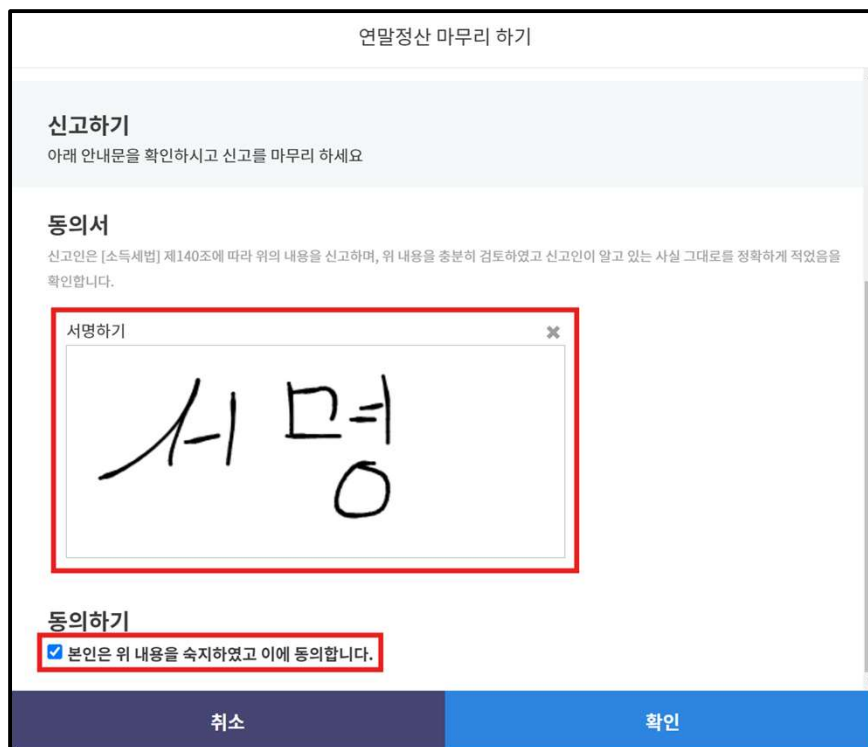 연말정산 마무리 하기
신고하기
아래 안내문을 확인하시고 신고를 마무리 하세요
동의서
신고인은 [소득세법] 제140조에 따라 위의 내용을 신고하며, 위 내용을 충분히 검토하였고 신고인이 알고 있는 사실 그대로를 정확하게 적었음을
확인합니다.
서명하기
서명
동의하기
본인은 위 내용을 숙지하였고 이에 동의합니다.
취소 확인